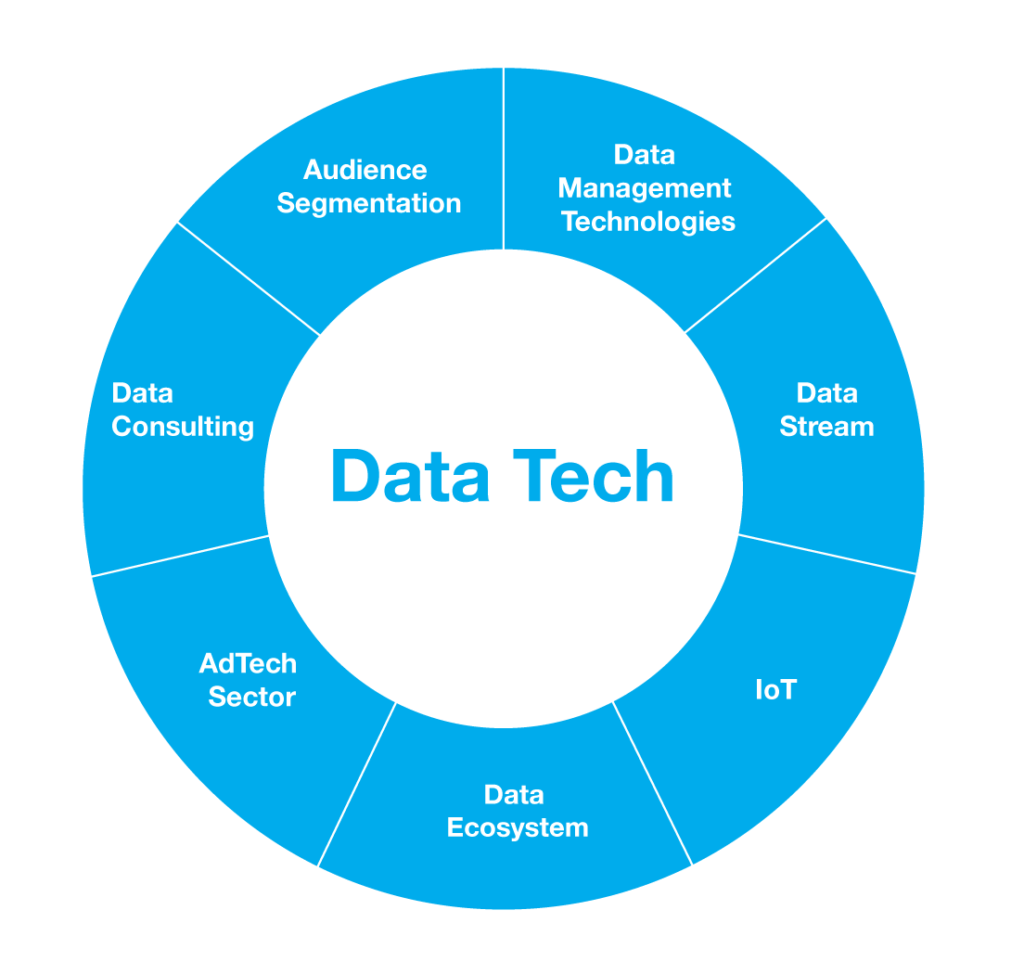 Audience
Segmentation
Data
Management
Technologies
Data
Stream
IoT
Data
Ecosystem
AdTech
Sector
Data
Consulting
Data Tech